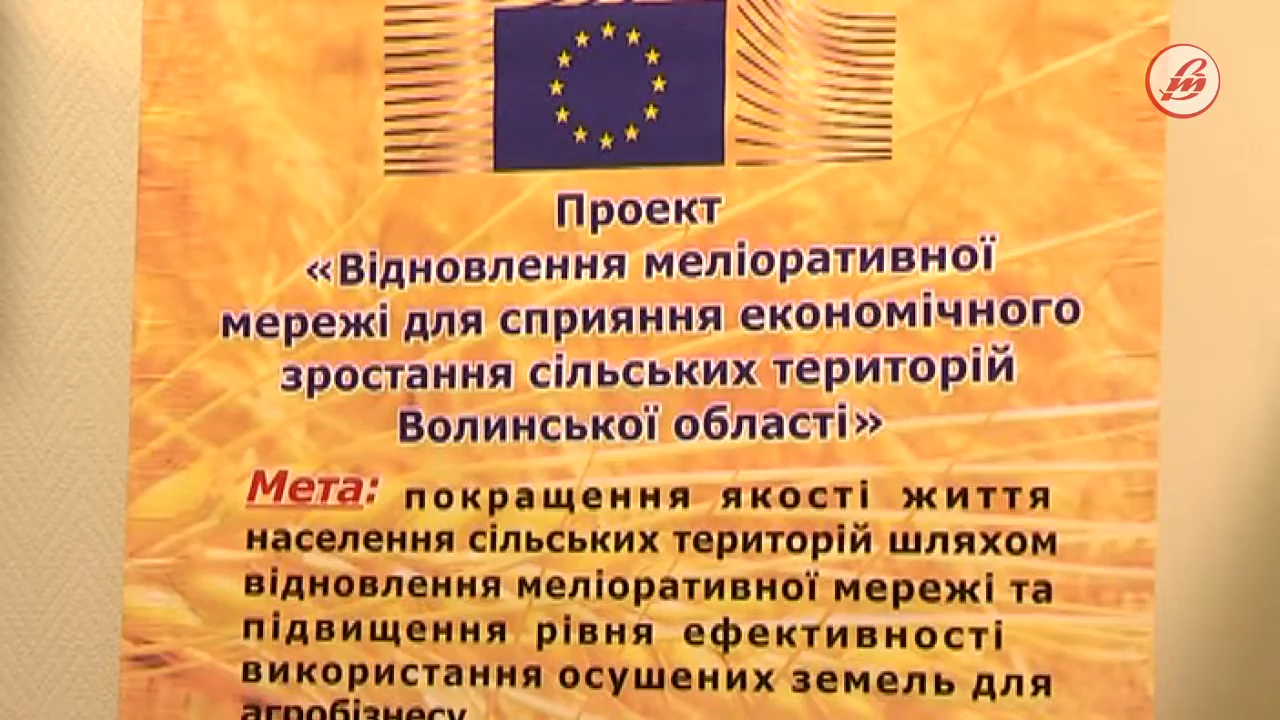 Проект
«Відновлення меліоративної
мережі для сприяння економічного
зростання сільських територій
Волинської області»
Мета: покращення якості життя
населення сільських територій шляхом
відновлення меліоративної мережі та
підвищення рівня ефективності
використання осушених земель для
агробізнесу